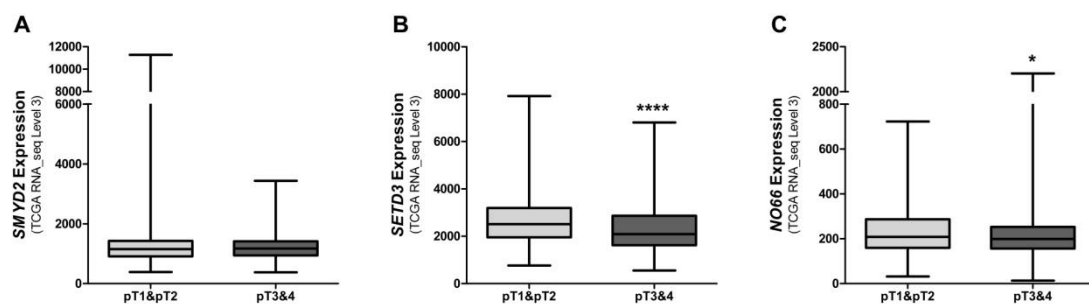 A
SMYD2 Expression
(TCGA RNA_seq Level 3)
12000
10000
8000
6000
4000
2000
0
pT1&pT2
pT3&4
B
SETD3 Expression
(TCGA RNA_seq Level 3)
10000
8000
6000
4000
2000
0
****
pT1&pT2
pT3&4
C
NO66 Expression
(TCGA RNA_seq Level 3)
2500
2000
800
600
400
200
0
*
pT1&pT2
pT3&4